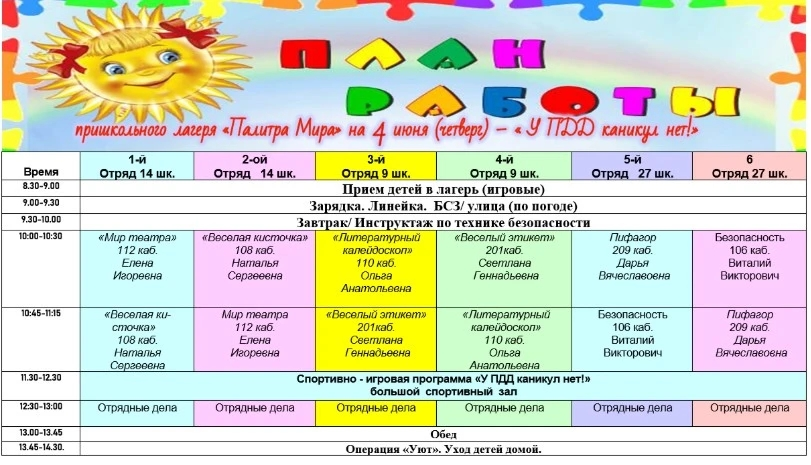 ПЛАН
РАБОТЫ
пришкольного лагеря «Палитра Мира» на 4 июня (четверг) – « У ПДД каникул нет!»
Время
1-й
Отряд 14 шк.
2-ой
Отряд 14 шк.
3-й
Отряд 9 шк.
4-й
Отряд 9 шк.
5-й
Отряд 27 шк.
6
Отряд 27 шк.
8.30-9.00
Прием детей в лагерь (игровые)
9.00-9.30
Зарядка. Линейка. БСЗ/ улица (по погоде)
9.30-10.00
Завтрак/ Инструктаж по технике безопасности
10:00-10:30
«Мир театра»
112 каб.
Елена
Игоревна
«Веселая кисточка»
108 каб.
Наталья
Сергеевна
«Литературный
калейдоскоп»
110 каб.
Ольга
Анатольевна
«Веселый этикет»
201каб.
Светлана
Геннадьевна
Пифагор
209 каб.
Дарья
Вячеславовна
Безопасность
106 каб.
Виталий
Викторович
10:45-11:15
«Веселая ки-
сточка»
108 каб.
Наталья
Сергеевна
Мир театра
112 каб.
Елена
Игоревна
«Веселый этикет»
201каб.
Светлана
Геннадьевна
«Литературный
калейдоскоп»
110 каб.
Ольга
Анатольевна
Безопасность
106 каб.
Виталий
Викторович
Пифагор
209 каб.
Дарья
Вячеславовна
11.30-12.30
Спортивно - игровая программа «У ПДД каникул нет!»
большой спортивный зал
12:30-13:00
Отрядные дела
Отрядные дела
Отрядные дела
Отрядные дела
Отрядные дела
Отрядные дела
13.00-13.45
Обед
13.45-14.30.
Операция «Уют». Уход детей домой.